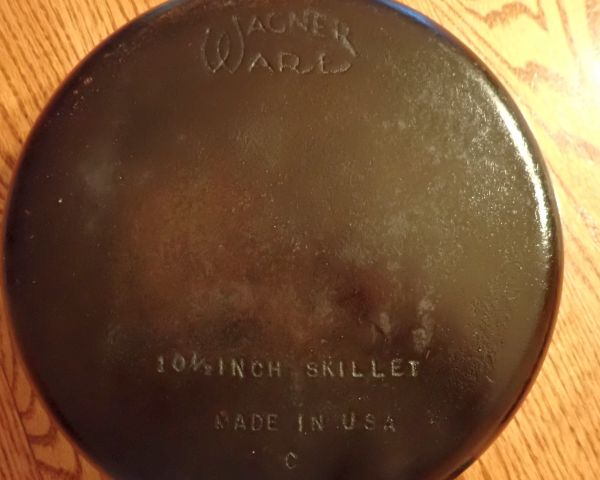 WAGNER
WARE
10½ INCH SKILLET
MADE IN USA
C